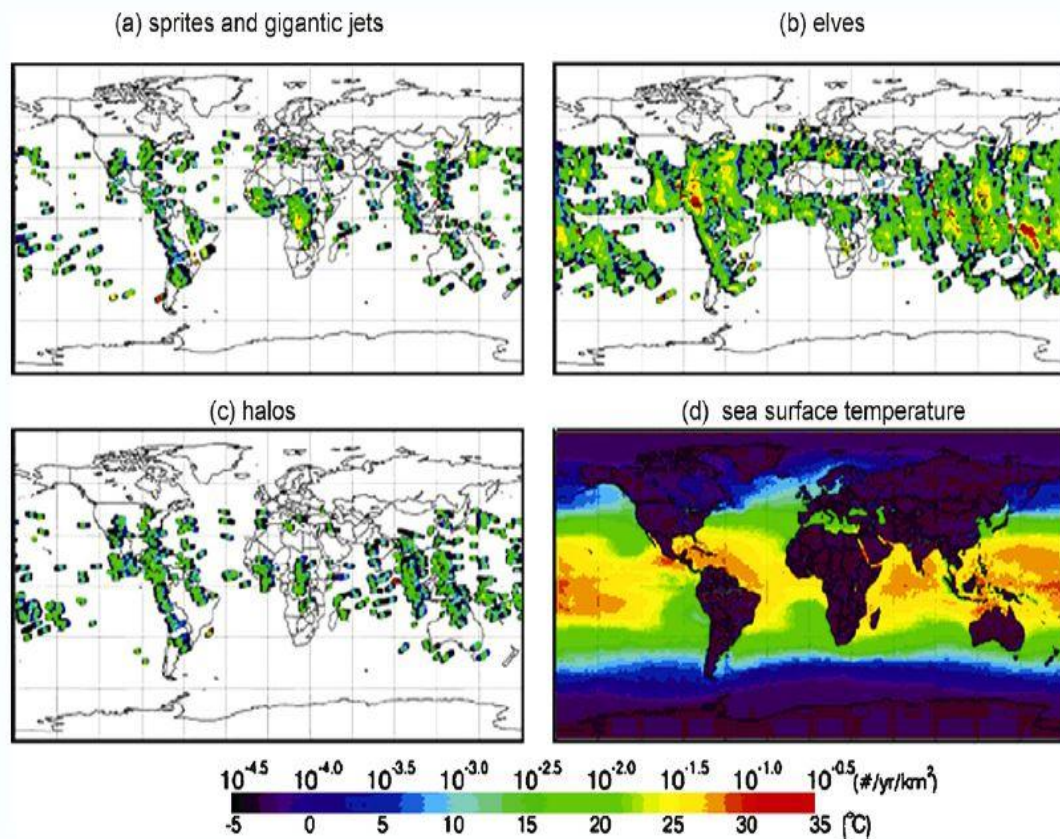 (a) sprites and gigantic jets
(b) elves
(c) halos
(d) sea surface temperature
10^-4.5 10^-4.0 10^-3.5 10^-3.0 10^-2.5 10^-2.0 10^-1.5 10^-1.0 10^-0.5 (#/yr/km²)
-5 0 5 10 15 20 25 30 35 (°C)